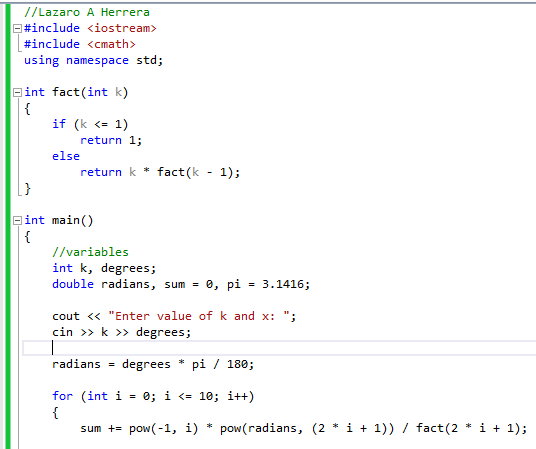 //Lazaro A Herrera
#include <iostream>
#include <cmath>
using namespace std;
int fact(int k)
{
if (k <= 1)
return 1;
else
return k * fact(k - 1);
}
int main()
{
//variables
int k, degrees;
double radians, sum = 0, pi = 3.1416;
cout << "Enter value of k and x: ";
cin >> k >> degrees;
radians = degrees * pi / 180;
for (int i = 0; i <= 10; i++)
{
sum += pow(-1, i) * pow(radians, (2 * i + 1)) / fact(2 * i + 1);